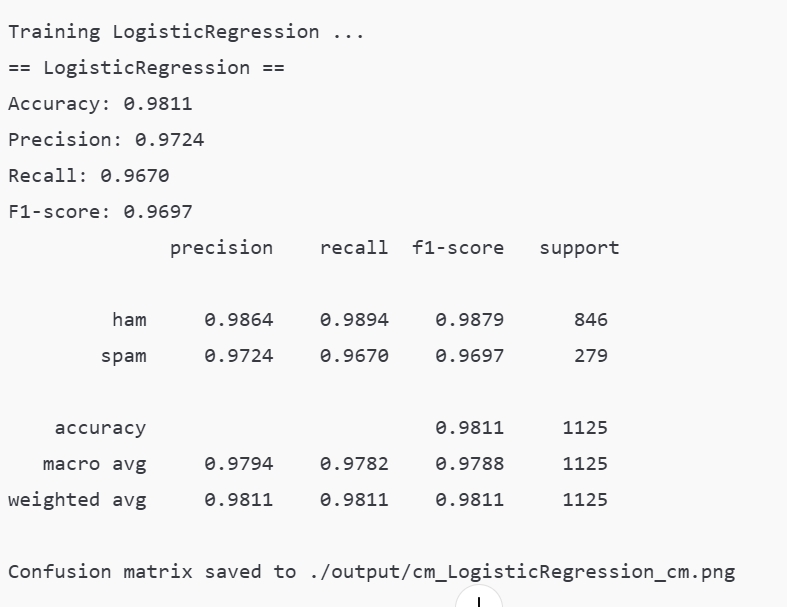 Training LogisticRegression ...
== LogisticRegression ==
Accuracy: 0.9811
Precision: 0.9724
Recall: 0.9670
F1-score: 0.9697
precision recall f1-score support
ham 0.9864 0.9894 0.9879 846
spam 0.9724 0.9670 0.9697 279
accuracy 0.9811 1125
macro avg 0.9794 0.9782 0.9788 1125
weighted avg 0.9811 0.9811 0.9811 1125
Confusion matrix saved to ./output/cm_LogisticRegression_cm.png